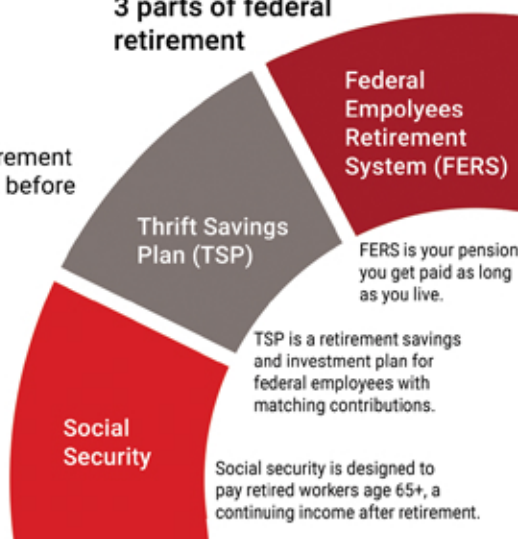 3 parts of federal
retirement
Federal
Empolyees
Retirement
System (FERS)
rement
before
Thrift Savings
Plan (TSP)
FERS is your pension
you get paid as long
as you live.
TSP is a retirement savings
and investment plan for
federal employees with
matching contributions.
Social
Security
Social security is designed to
pay retired workers age 65+, a
continuing income after retirement.